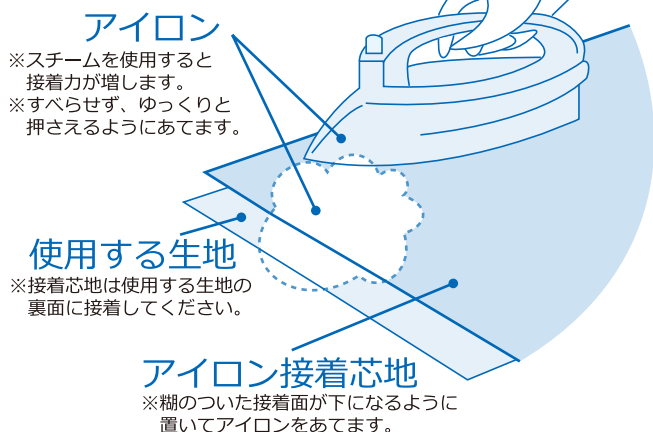 アイロン
※スチームを使用すると
接着力が増します。
※すべらせず、ゆっくりと
押さえるようにあてます。
使用する生地
※接着芯地は使用する生地の
裏面に接着してください。
アイロン接着芯地
※糊のついた接着面が下になるように
置いてアイロンをあてます。